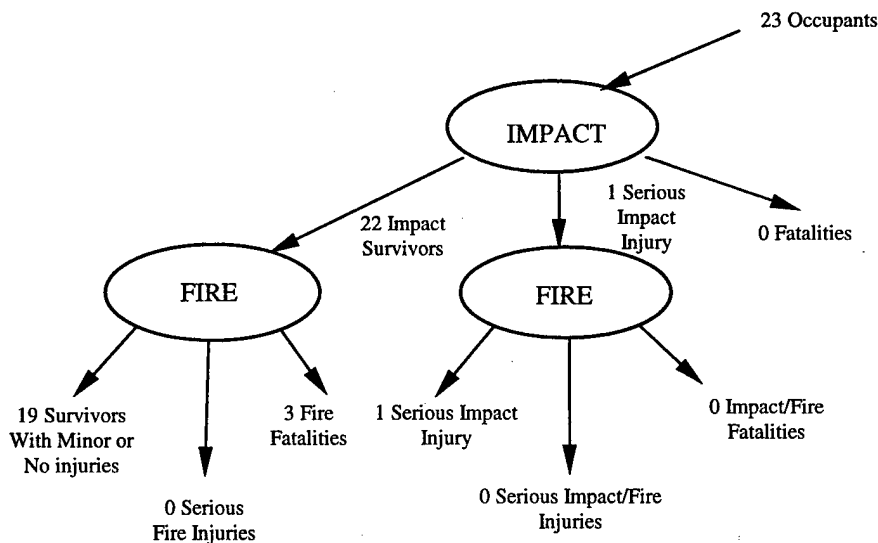 23 Occupants
IMPACT
22 Impact
Survivors
1 Serious
Impact
Injury
0 Fatalities
FIRE
FIRE
19 Survivors
With Minor or
No injuries
0 Serious
Fire Injuries
3 Fire
Fatalities
1 Serious Impact
Injury
0 Serious Impact/Fire
Injuries
0 Impact/Fire
Fatalities